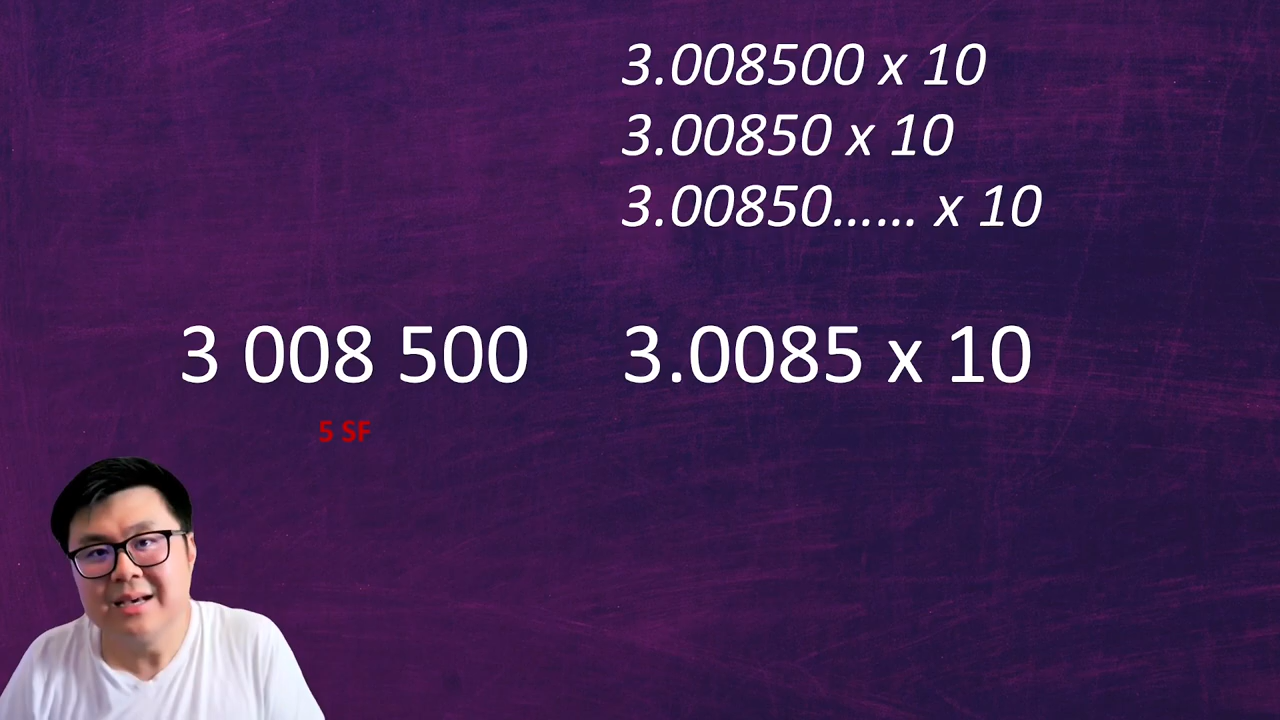 3.008500 x 10
3.00850 x 10
3.00850…… x 10
3 008 500 3.0085 x 10
5 SF